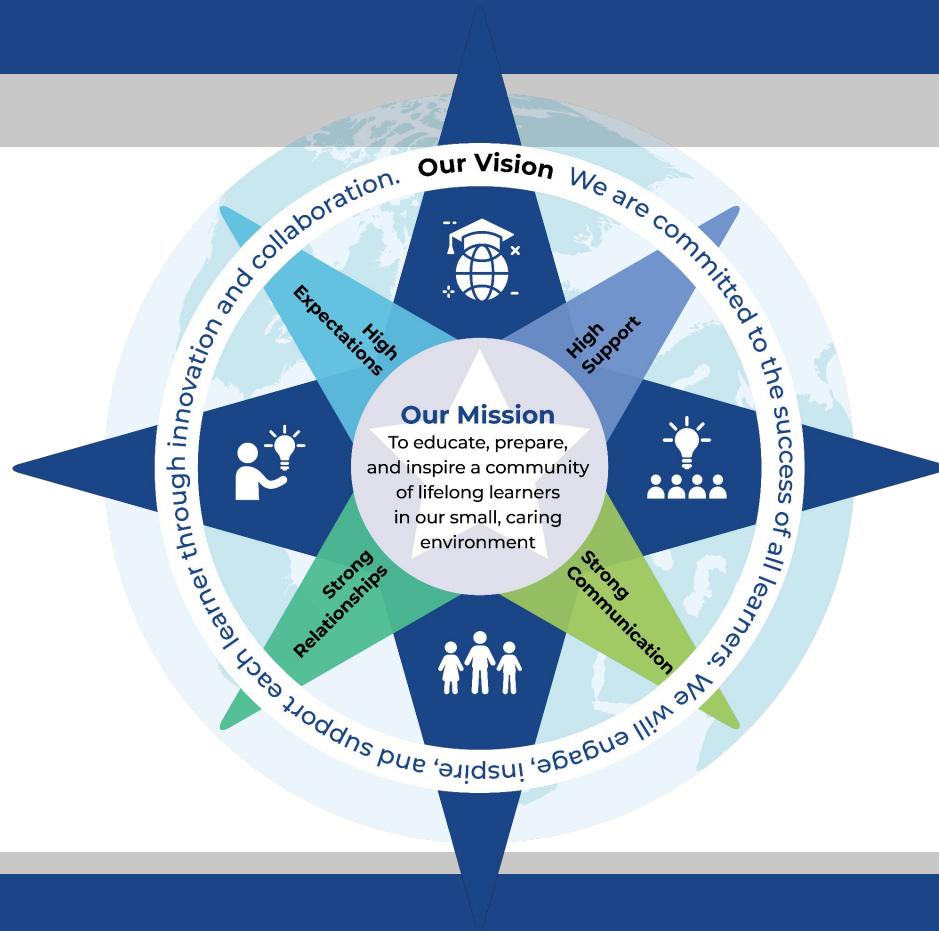 Our Vision We are committed to the success of all learners. We will engage, inspire, and support each learner through innovation and collaboration.
High
Expectations
High
Support
Our Mission
To educate, prepare,
and inspire a community
of lifelong learners
in our small, caring
environment
Strong
Relationships
Strong
Communication